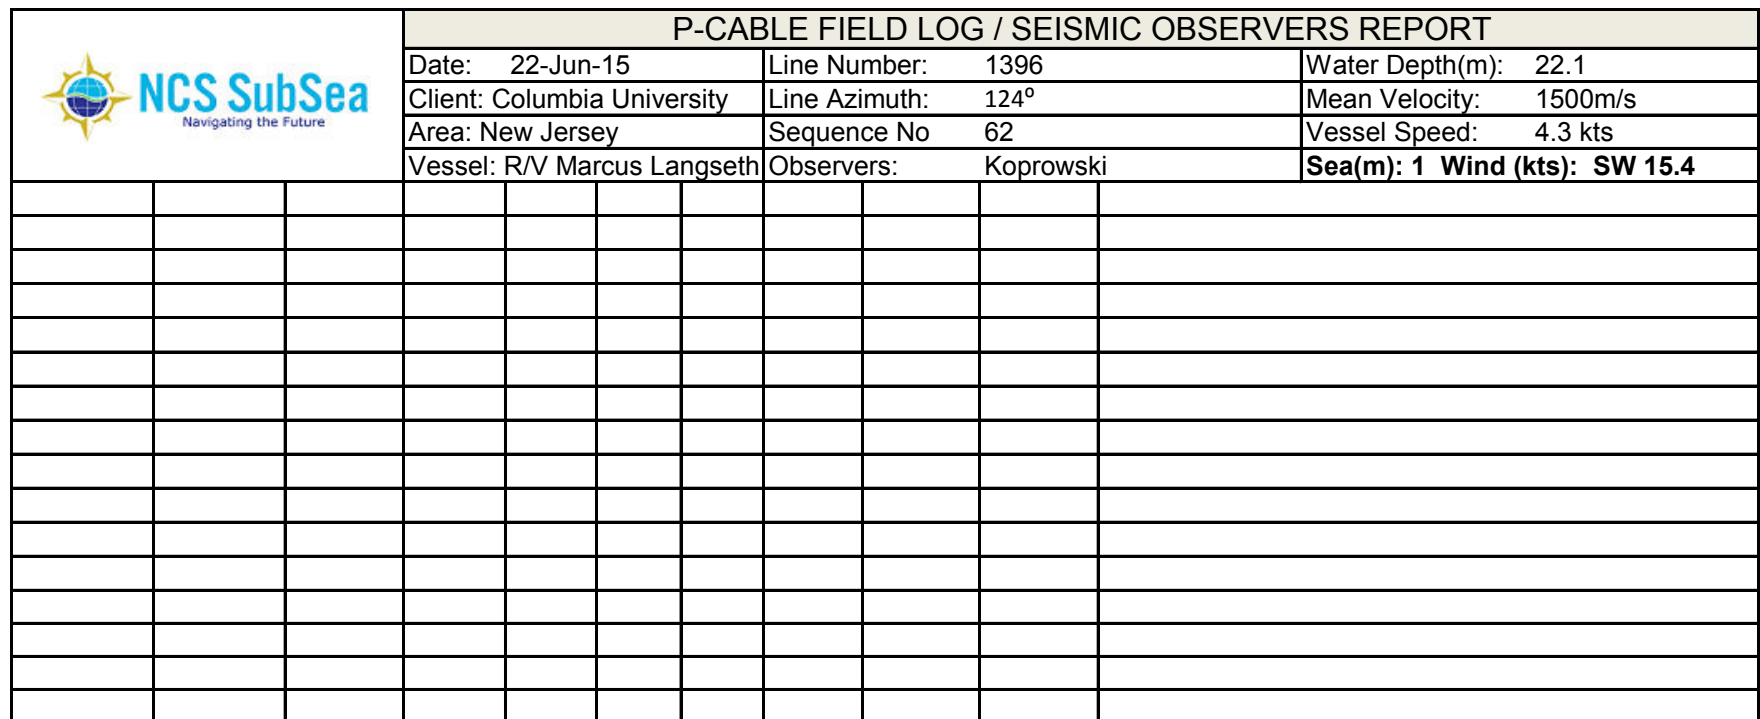 P-CABLE FIELD LOG / SEISMIC OBSERVERS REPORT
NCS SubSea
Navigating the Future
Date: 22-Jun-15 Line Number: 1396 Water Depth(m): 22.1
Client: Columbia University Line Azimuth: 124⁰ Mean Velocity: 1500m/s
Area: New Jersey Sequence No 62 Vessel Speed: 4.3 kts
Vessel: R/V Marcus Langseth Observers: Koprowski Sea(m): 1 Wind (kts): SW 15.4